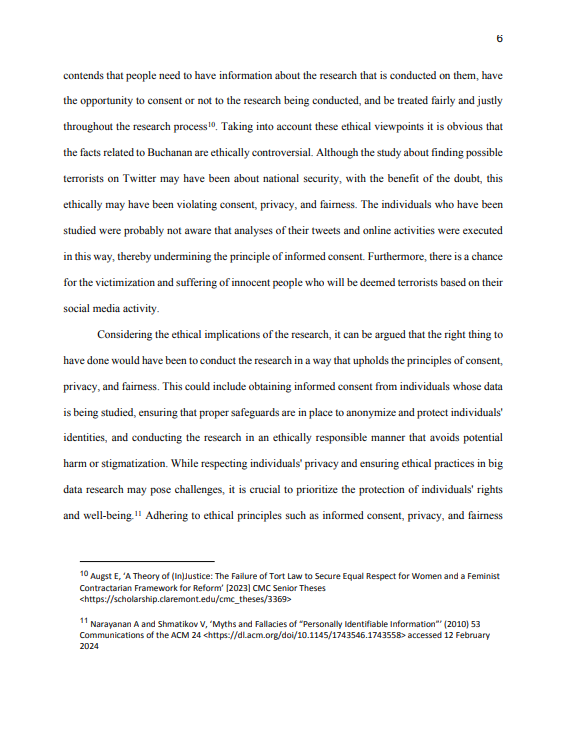 6
contends that people need to have information about the research that is conducted on them, have
the opportunity to consent or not to the research being conducted, and be treated fairly and justly
throughout the research process¹⁰. Taking into account these ethical viewpoints it is obvious that
the facts related to Buchanan are ethically controversial. Although the study about finding possible
terrorists on Twitter may have been about national security, with the benefit of the doubt, this
ethically may have been violating consent, privacy, and fairness. The individuals who have been
studied were probably not aware that analyses of their tweets and online activities were executed
in this way, thereby undermining the principle of informed consent. Furthermore, there is a chance
for the victimization and suffering of innocent people who will be deemed terrorists based on their
social media activity.
Considering the ethical implications of the research, it can be argued that the right thing to
have done would have been to conduct the research in a way that upholds the principles of consent,
privacy, and fairness. This could include obtaining informed consent from individuals whose data
is being studied, ensuring that proper safeguards are in place to anonymize and protect individuals'
identities, and conducting the research in an ethically responsible manner that avoids potential
harm or stigmatization. While respecting individuals' privacy and ensuring ethical practices in big
data research may pose challenges, it is crucial to prioritize the protection of individuals' rights
and well-being.¹¹ Adhering to ethical principles such as informed consent, privacy, and fairness
¹⁰ Augst E, ‘A Theory of (In)Justice: The Failure of Tort Law to Secure Equal Respect for Women and a Feminist
Contractarian Framework for Reform’ [2023] CMC Senior Theses
<https://scholarship.claremont.edu/cmc_theses/3369>
¹¹ Narayanan A and Shmatikov V, ‘Myths and Fallacies of “Personally Identifiable Information”’ (2010) 53
Communications of the ACM 24 <https://dl.acm.org/doi/10.1145/1743546.1743558> accessed 12 February
2024